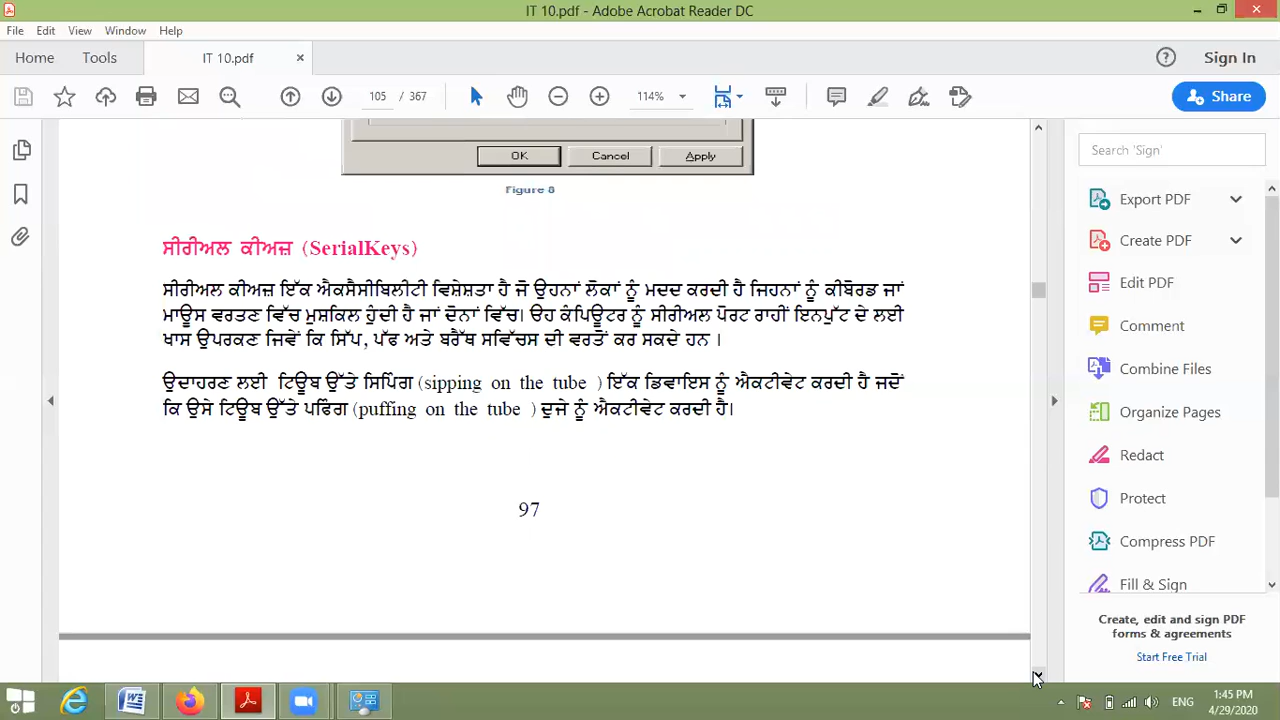 IT 10.pdf - Adobe Acrobat Reader DC
File Edit View Window Help
Home Tools IT 10.pdf × Sign In
105 / 367 114% Share
OK Cancel Apply
Figure 8
ਸੀਰੀਅਲ ਕੀਅਜ਼ (SerialKeys)
ਸੀਰੀਅਲ ਕੀਅਜ਼ ਇੱਕ ਐਕਸੈਸੀਬਿਲੀਟੀ ਵਿਸ਼ੇਸ਼ਤਾ ਹੈ ਜੋ ਉਹਨਾਂ ਲੋਕਾਂ ਨੂੰ ਮਦਦ ਕਰਦੀ ਹੈ ਜਿਹਨਾਂ ਨੂੰ ਕੀਬੋਰਡ ਜਾਂ
ਮਾਊਸ ਵਰਤਣ ਵਿੱਚ ਮੁਸ਼ਕਿਲ ਹੁੰਦੀ ਹੈ ਜਾਂ ਦੋਨਾਂ ਵਿੱਚ। ਓਹ ਕੰਪਿਊਟਰ ਨੂੰ ਸੀਰੀਅਲ ਪੋਰਟ ਰਾਹੀਂ ਇਨਪੁੱਟ ਦੇ ਲਈ
ਖਾਸ ਉਪਰਕਣ ਜਿਵੇਂ ਕਿ ਸਿੱਪ, ਪੱਫ ਅਤੇ ਬਰੈੱਥ ਸਵਿੱਚਸ ਦੀ ਵਰਤੋਂ ਕਰ ਸਕਦੇ ਹਨ ।
ਉਦਾਹਰਣ ਲਈ ਟਿਊਬ ਉੱਤੇ ਸਿਪਿੰਗ (sipping on the tube ) ਇੱਕ ਡਿਵਾਇਸ ਨੂੰ ਐਕਟੀਵੇਟ ਕਰਦੀ ਹੈ ਜਦੋਂ
ਕਿ ਉਸੇ ਟਿਊਬ ਉੱਤੇ ਪਫਿੰਗ (puffing on the tube ) ਦੂਜੇ ਨੂੰ ਐਕਟੀਵੇਟ ਕਰਦੀ ਹੈ।
97
Search 'Sign'
Export PDF
Create PDF
Edit PDF
Comment
Combine Files
Organize Pages
Redact
Protect
Compress PDF
Fill & Sign
Create, edit and sign PDF
forms & agreements
Start Free Trial
ENG
1:45 PM
4/29/2020